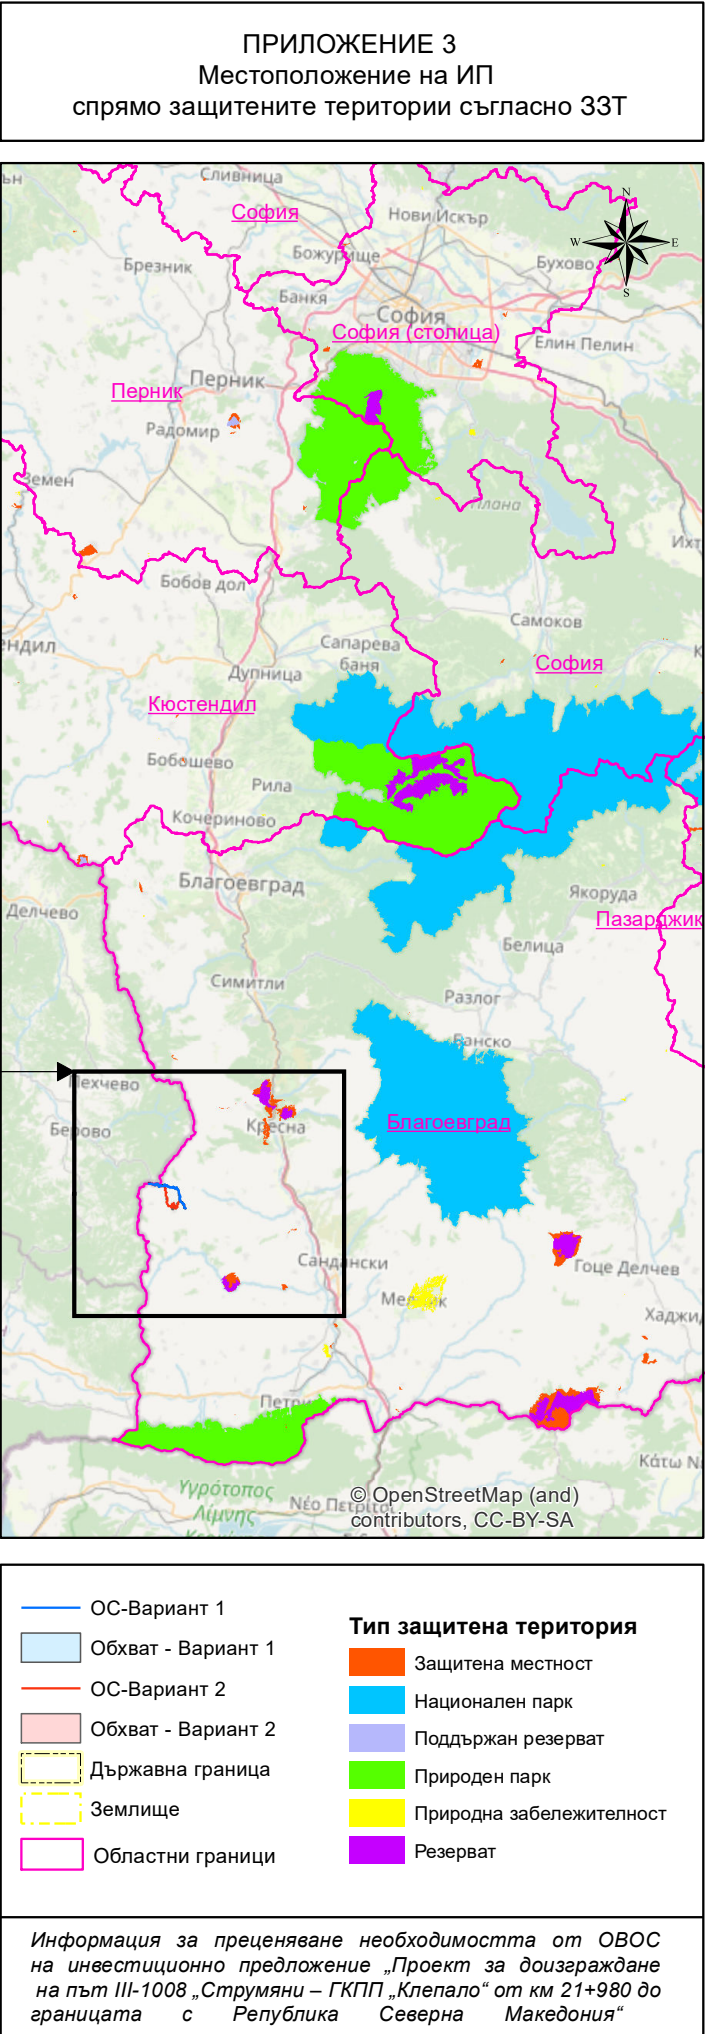 ПРИЛОЖЕНИЕ 3
Местоположение на ИП
спрямо защитените територии съгласно ЗЗТ
Сливница
София
Нови Искър
N
W
E
S
Божурище
Брезник
Бухово
Банкя
София
София (столица)
Елин Пелин
Перник
Перник
Радомир
Земен
Плана
Бобов дол
Самоков
Сапарева
баня
София
Дупница
Кюстендил
Бобошево
Рила
Кочериново
Благоевград
Якоруда
Делчево
Пазарджик
Белица
Симитли
Разлог
Банско
Пехчево
Благоевград
Берово
Кресна
Сандански
Гоце Делчев
Мелник
Υγρότοπος
Λίμνης
© OpenStreetMap (and)
contributors, CC-BY-SA
ОС-Вариант 1
Обхват - Вариант 1
ОС-Вариант 2
Обхват - Вариант 2
Държавна граница
Землище
Областни граници
Тип защитена територия
Защитена местност
Национален парк
Поддържан резерват
Природен парк
Природна забележителност
Резерват
Информация за преценяване необходимостта от ОВОС
на инвестиционно предложение „Проект за доизграждане
на път III-1008 „Струмяни – ГКПП „Клепало“ от км 21+980 до
границата с Република Северна Македония“